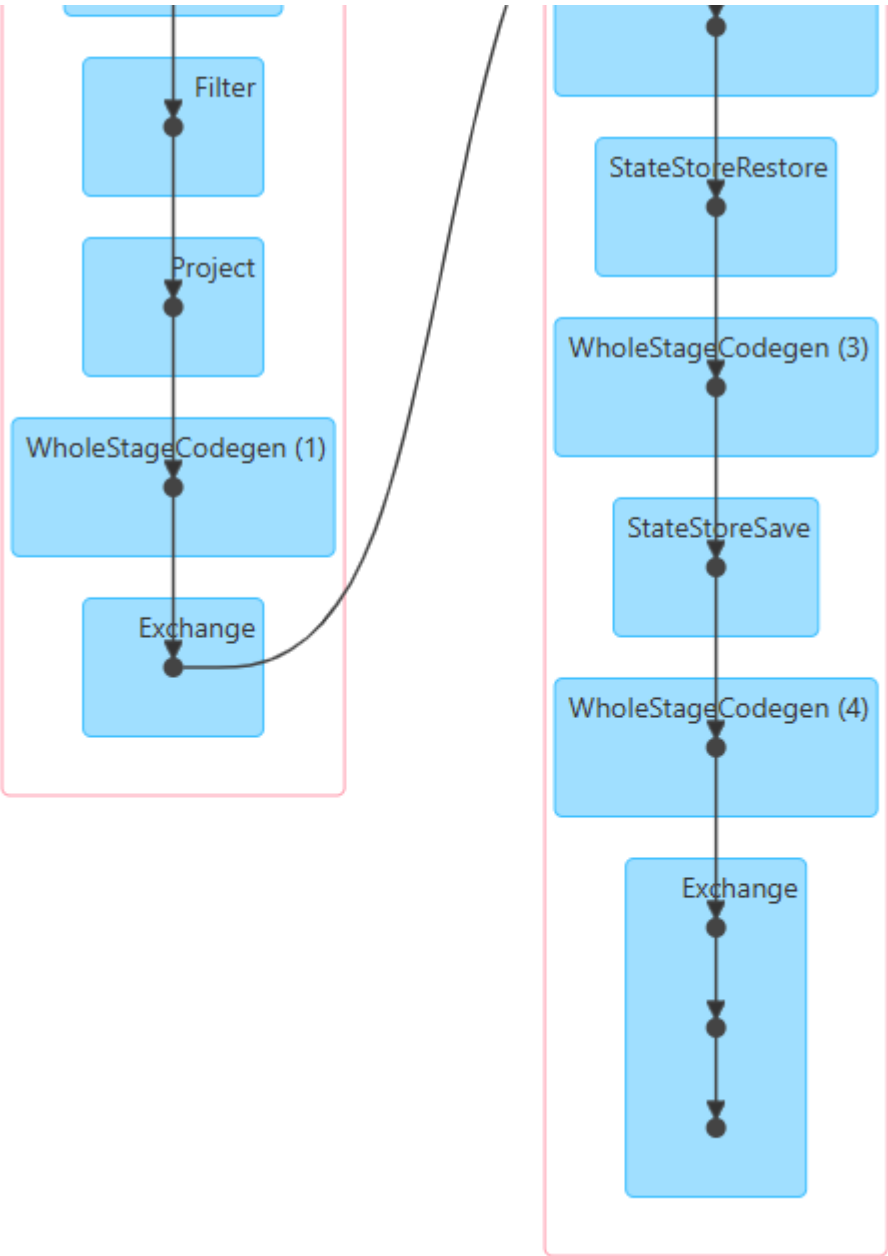 Filter
Project
WholeStageCodegen (1)
Exchange
StateStoreRestore
WholeStageCodegen (3)
StateStoreSave
WholeStageCodegen (4)
Exchange